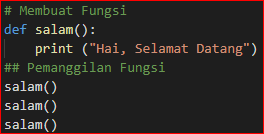 # Membuat Fungsi
def salam():
    print ("Hai, Selamat Datang")
## Pemanggilan Fungsi
salam()
salam()
salam()